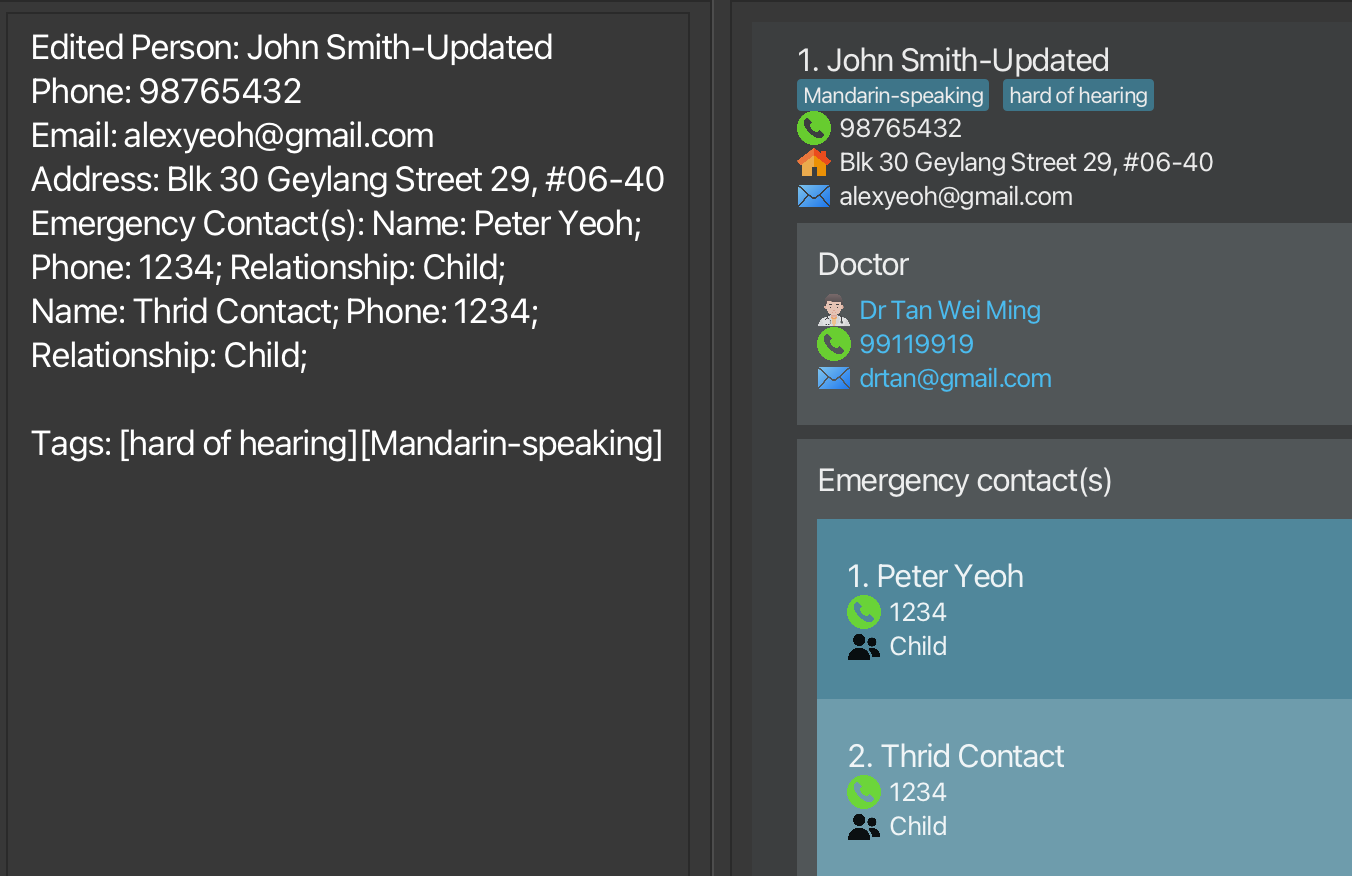 Edited Person: John Smith-Updated
Phone: 98765432
Email: alexyeoh@gmail.com
Address: Blk 30 Geylang Street 29, #06-40
Emergency Contact(s): Name: Peter Yeoh;
Phone: 1234; Relationship: Child;
Name: Thrid Contact; Phone: 1234;
Relationship: Child;
Tags: [hard of hearing][Mandarin-speaking]
1. John Smith-Updated
Mandarin-speaking hard of hearing
98765432
Blk 30 Geylang Street 29, #06-40
alexyeoh@gmail.com
Doctor
Dr Tan Wei Ming
99119919
drtan@gmail.com
Emergency contact(s)
1. Peter Yeoh
1234
Child
2. Thrid Contact
1234
Child